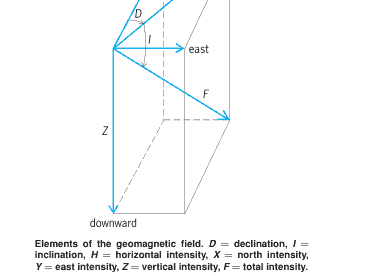 D
I
east
F
Z
downward
Elements of the geomagnetic field. D = declination, I =
inclination, H = horizontal intensity, X = north intensity,
Y = east intensity, Z = vertical intensity, F = total intensity.